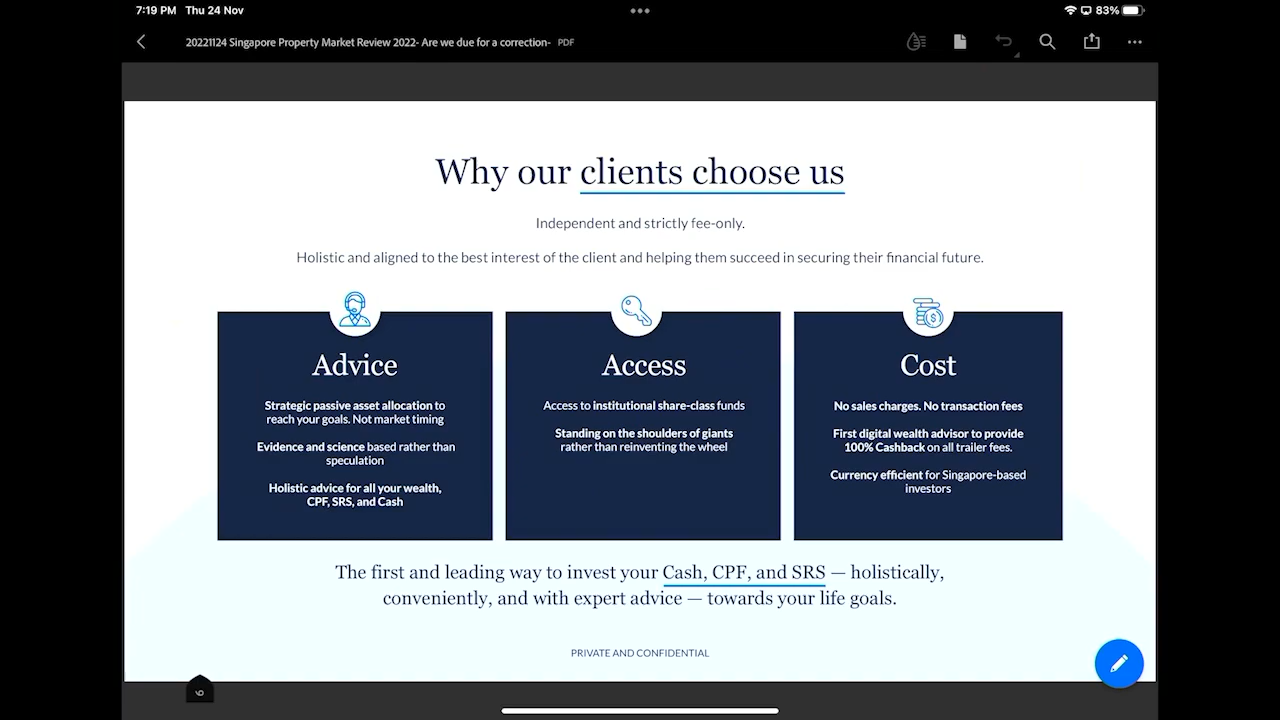 7:19 PM Thu 24 Nov
83%
20221124 Singapore Property Market Review 2022- Are we due for a correction- PDF
Why our clients choose us
Independent and strictly fee-only.
Holistic and aligned to the best interest of the client and helping them succeed in securing their financial future.
Advice
Strategic passive asset allocation to
reach your goals. Not market timing
Evidence and science based rather than
speculation
Holistic advice for all your wealth,
CPF, SRS, and Cash
Access
Access to institutional share-class funds
Standing on the shoulders of giants
rather than reinventing the wheel
Cost
No sales charges. No transaction fees
First digital wealth advisor to provide
100% Cashback on all trailer fees.
Currency efficient for Singapore-based
investors
The first and leading way to invest your Cash, CPF, and SRS — holistically,
conveniently, and with expert advice — towards your life goals.
PRIVATE AND CONFIDENTIAL